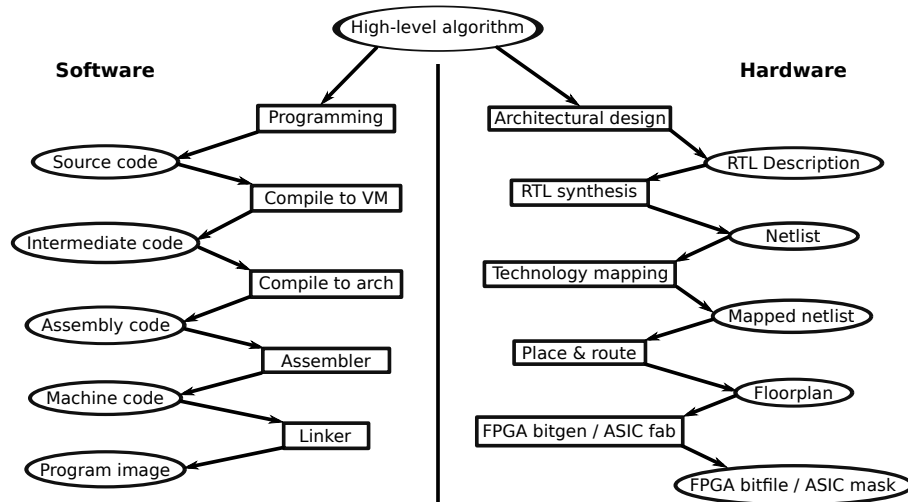 High-level algorithm
Software
Hardware
Programming
Source code
Compile to VM
Intermediate code
Compile to arch
Assembly code
Assembler
Machine code
Linker
Program image
Architectural design
RTL Description
RTL synthesis
Netlist
Technology mapping
Mapped netlist
Place & route
Floorplan
FPGA bitgen / ASIC fab
FPGA bitfile / ASIC mask